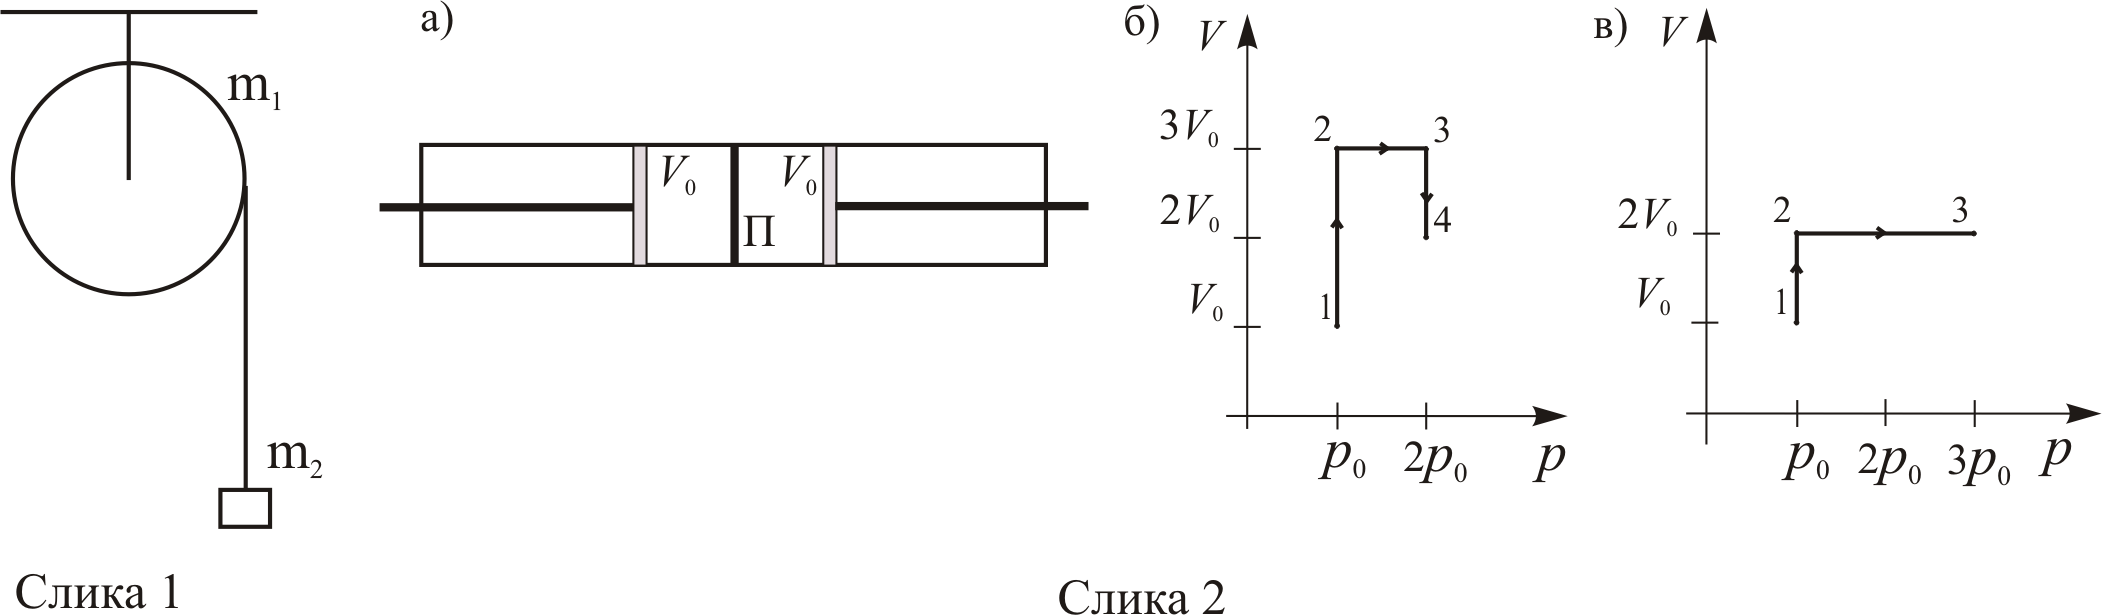 m₁
m₂
Слика 1
а)
V₀ V₀
П
б)
V
3V₀
2V₀
V₀
2 3
4
1
p₀ 2p₀ p
в)
V
2V₀
V₀
2 3
1
p₀ 2p₀ 3p₀ p
Слика 2